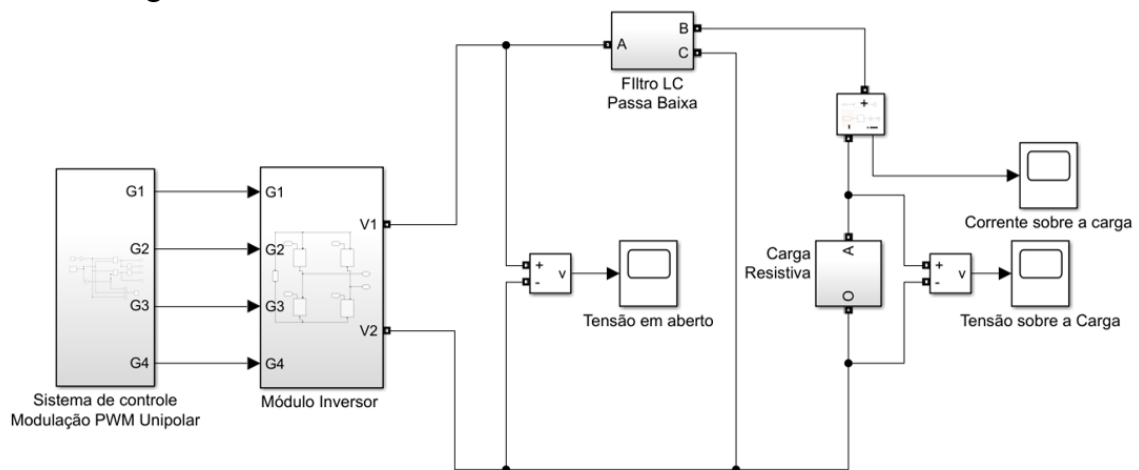 B
A
C
FIltro LC
Passa Baixa
+
G1
G1
G2
G2
G3
G3
G4
G4
V1
V2
Sistema de controle
Modulação PWM Unipolar
Módulo Inversor
+
-
v
Tensão em aberto
Corrente sobre a carga
Carga
Resistiva
A
O
+
-
v
Tensão sobre a Carga